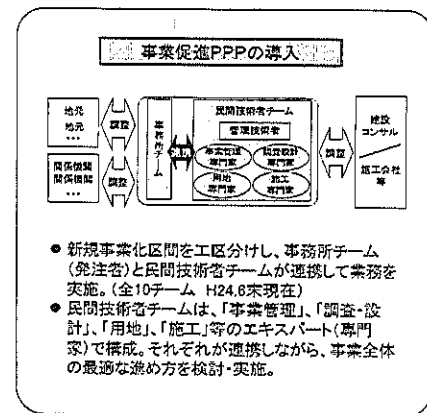 事業促進PPPの導入
地元
地元
…
調整
関係機関
関係機関
…
調整
事務所チーム
連携
民間技術者チーム
管理技術者
事業管理
専門家
調査設計
専門家
用地
専門家
施工
専門家
調整
建設
コンサル
施工会社
等
● 新規事業化区間を工区分けし、事務所チーム
(発注者)と民間技術者チームが連携して業務を
実施。(全10チーム H24.6末現在)
● 民間技術者チームは、「事業管理」、「調査・設
計」、「用地」、「施工」等のエキスパート(専門
家)で構成。それぞれが連携しながら、事業全体
の最適な進め方を検討・実施。